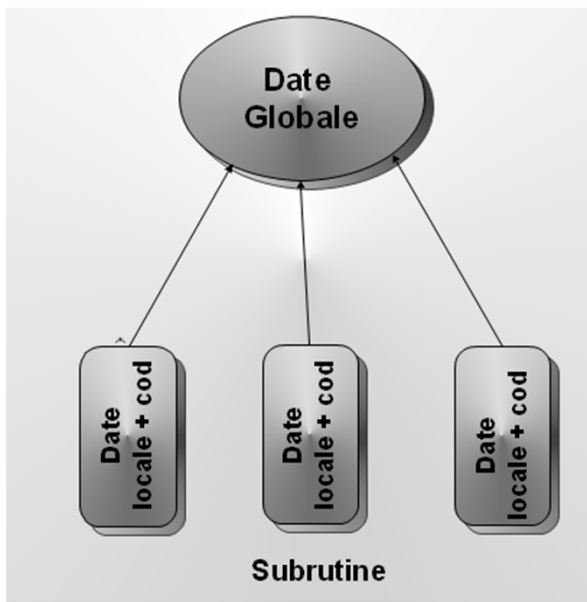 Date
Globale
Date
locale + cod
Date
locale + cod
Date
locale + cod
Subrutine